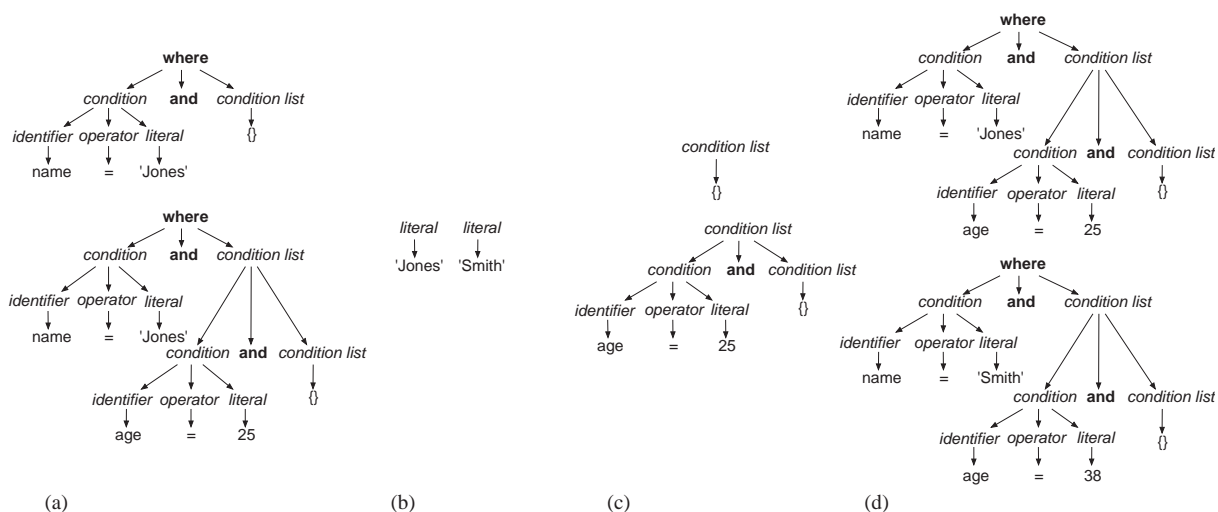 where
condition and condition list
identifier operator literal {}
name = 'Jones'
where
condition and condition list
identifier operator literal
name = 'Jones'
condition and condition list
identifier operator literal {}
age = 25
(a)
literal literal
'Jones' 'Smith'
(b)
condition list
{}
condition list
condition and condition list
identifier operator literal {}
age = 25
(c)
where
condition and condition list
identifier operator literal
name = 'Jones'
condition and condition list
identifier operator literal {}
age = 25
where
condition and condition list
identifier operator literal
name = 'Smith'
condition and condition list
identifier operator literal {}
age = 38
(d)